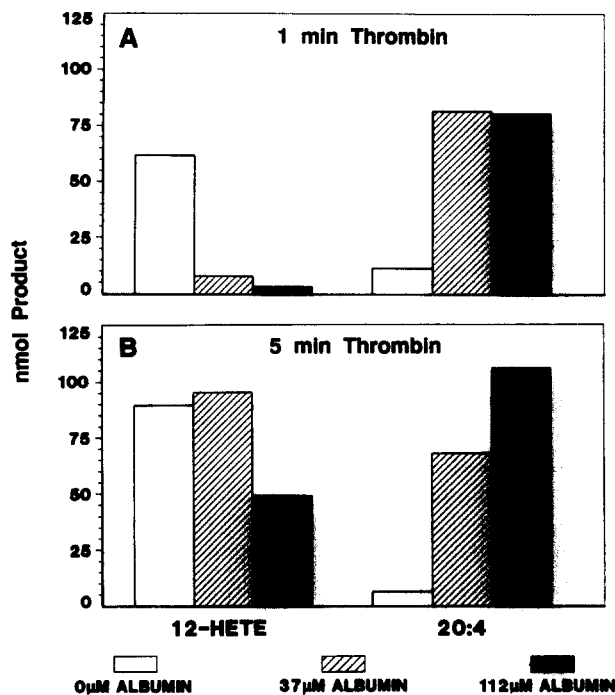 125
A
1 min Thrombin
100
75
50
25
0
nmol Product
125
B
5 min Thrombin
100
75
50
25
0
12-HETE
20:4
0µM ALBUMIN
37µM ALBUMIN
112µM ALBUMIN